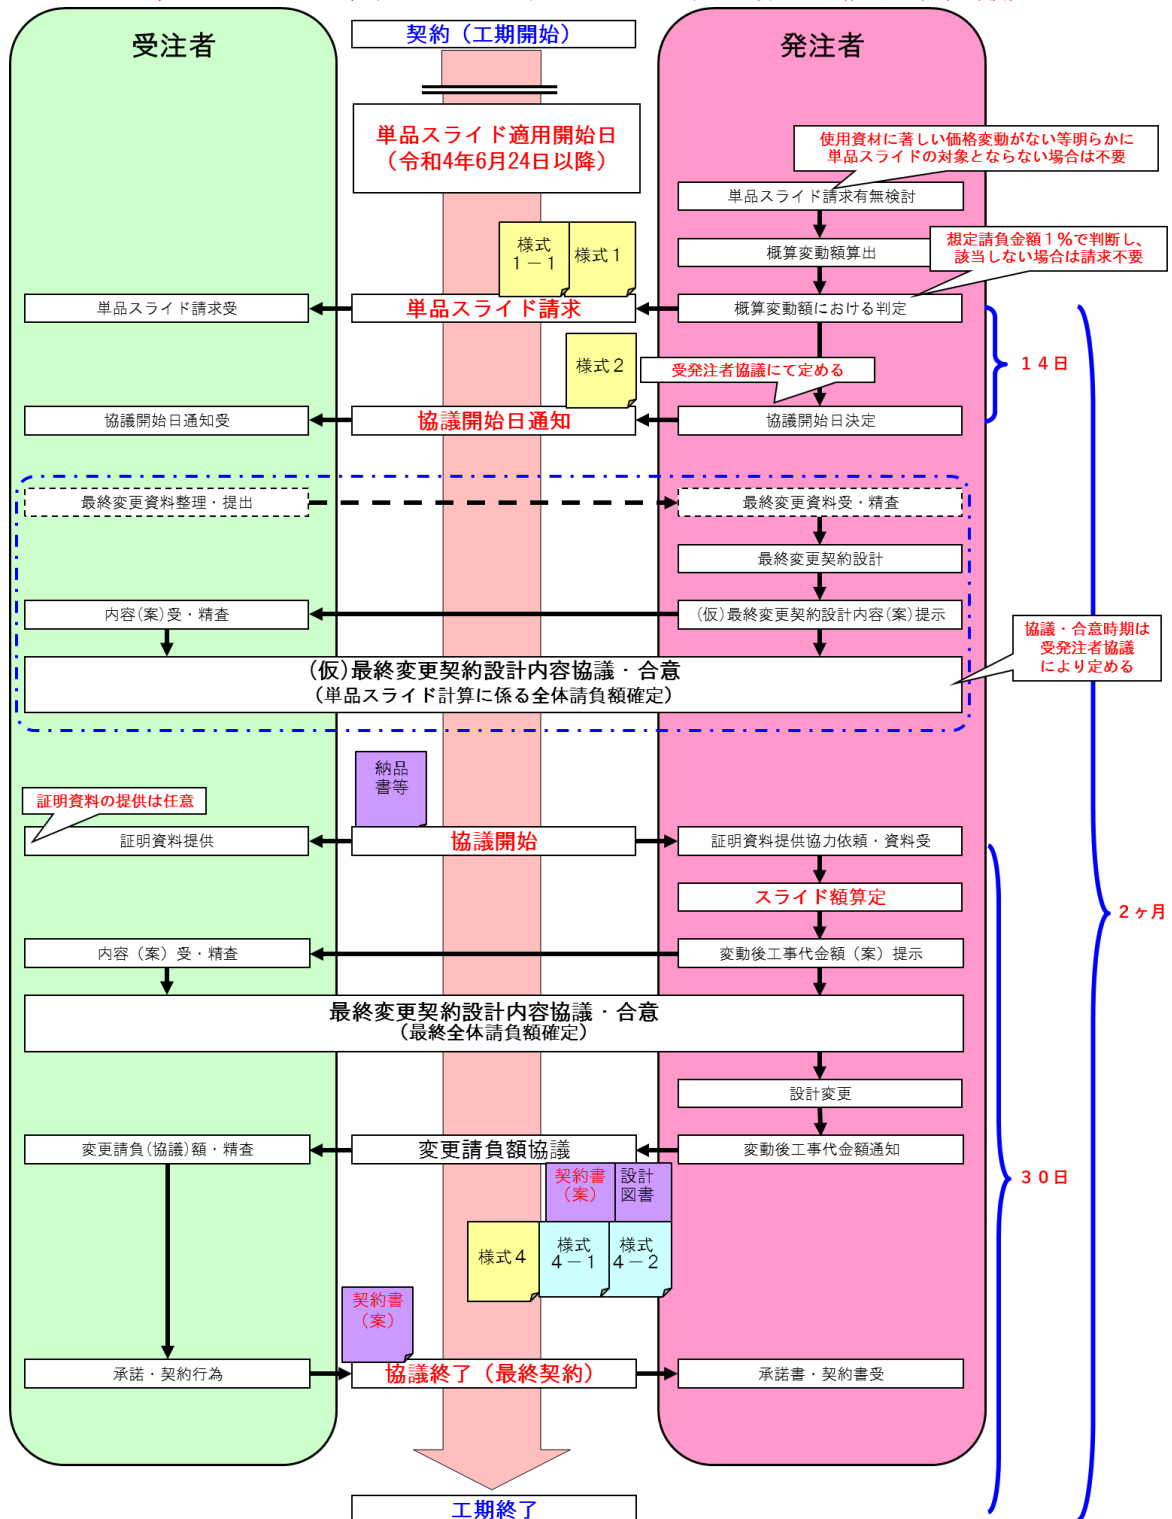 受注者
契約（工期開始）
発注者
単品スライド適用開始日
（令和4年6月24日以降）
使用資材に著しい価格変動がない等明らかに
単品スライドの対象とならない場合は不要
単品スライド請求有無検討
様式
１－１
様式１
概算変動額算出
想定請負金額１％で判断し、
該当しない場合は請求不要
単品スライド請求受
単品スライド請求
概算変動額における判定
様式２
受発注者協議にて定める
１４日
協議開始日通知受
協議開始日通知
協議開始日決定
最終変更資料整理・提出
最終変更資料受・精査
最終変更契約設計
内容(案)受・精査
(仮)最終変更契約設計内容(案)提示
協議・合意時期は
受発注者協議
により定める
(仮)最終変更契約設計内容協議・合意
（単品スライド計算に係る全体請負額確定）
納品
書等
証明資料の提供は任意
証明資料提供
協議開始
証明資料提供協力依頼・資料受
スライド額算定
２ヶ月
内容（案）受・精査
変動後工事代金額（案）提示
最終変更契約設計内容協議・合意
（最終全体請負額確定）
設計変更
変更請負(協議)額・精査
変更請負額協議
変動後工事代金額通知
３０日
契約書
（案）
設計
図書
様式４
様式
４－１
様式
４－２
契約書
（案）
承諾・契約行為
協議終了（最終契約）
承諾書・契約書受
工期終了